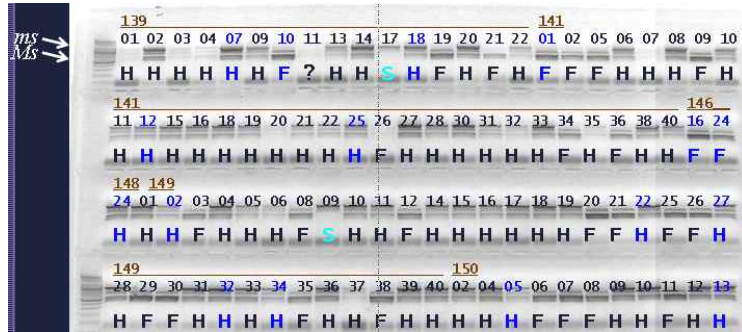 139 141
ms 01 02 03 04 07 09 10 11 13 14 17 18 19 20 21 22 01 02 05 06 07 08 09 10
Ms
H H H H H H F ? H H S H F H F H F F F H H H F H
141 146
11 12 15 16 18 19 20 21 22 25 26 27 28 30 31 32 33 34 35 36 38 40 16 24
H H H H H H H H H H F H H H H H H F H F H H F F
148 149
24 01 02 03 04 05 06 08 09 10 11 12 14 15 16 17 18 19 20 21 22 25 26 27
H H H F H H H F S H H F H H H H H H F F H F F H
149 150
28 29 30 31 32 33 34 35 36 37 38 39 40 02 04 05 06 07 08 09 10 11 12 13
H F F H H H H F H H F F F H H H F F F H H F H H